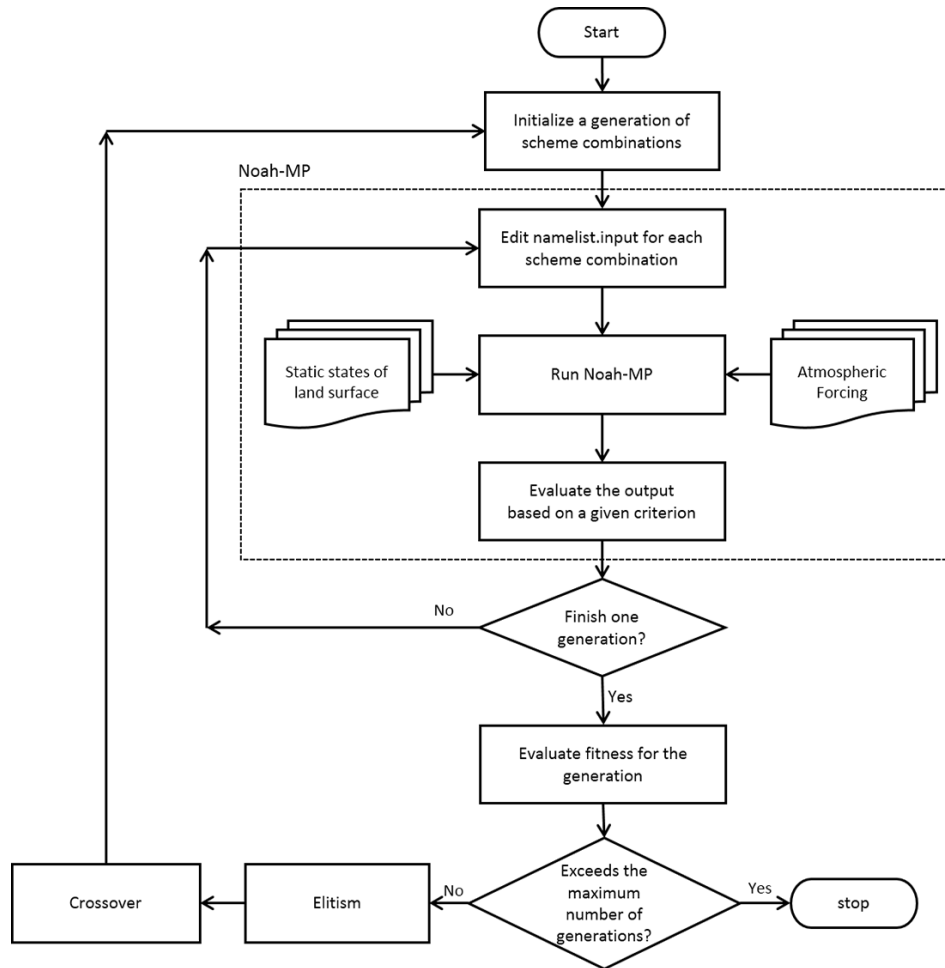 Start
Initialize a generation of
scheme combinations
Noah-MP
Edit namelist.input for each
scheme combination
Static states of
land surface
Run Noah-MP
Atmospheric
Forcing
Evaluate the output
based on a given criterion
No
Finish one
generation?
Yes
Evaluate fitness for the
generation
Crossover
Elitism
No
Exceeds the
maximum
number of
generations?
Yes
stop